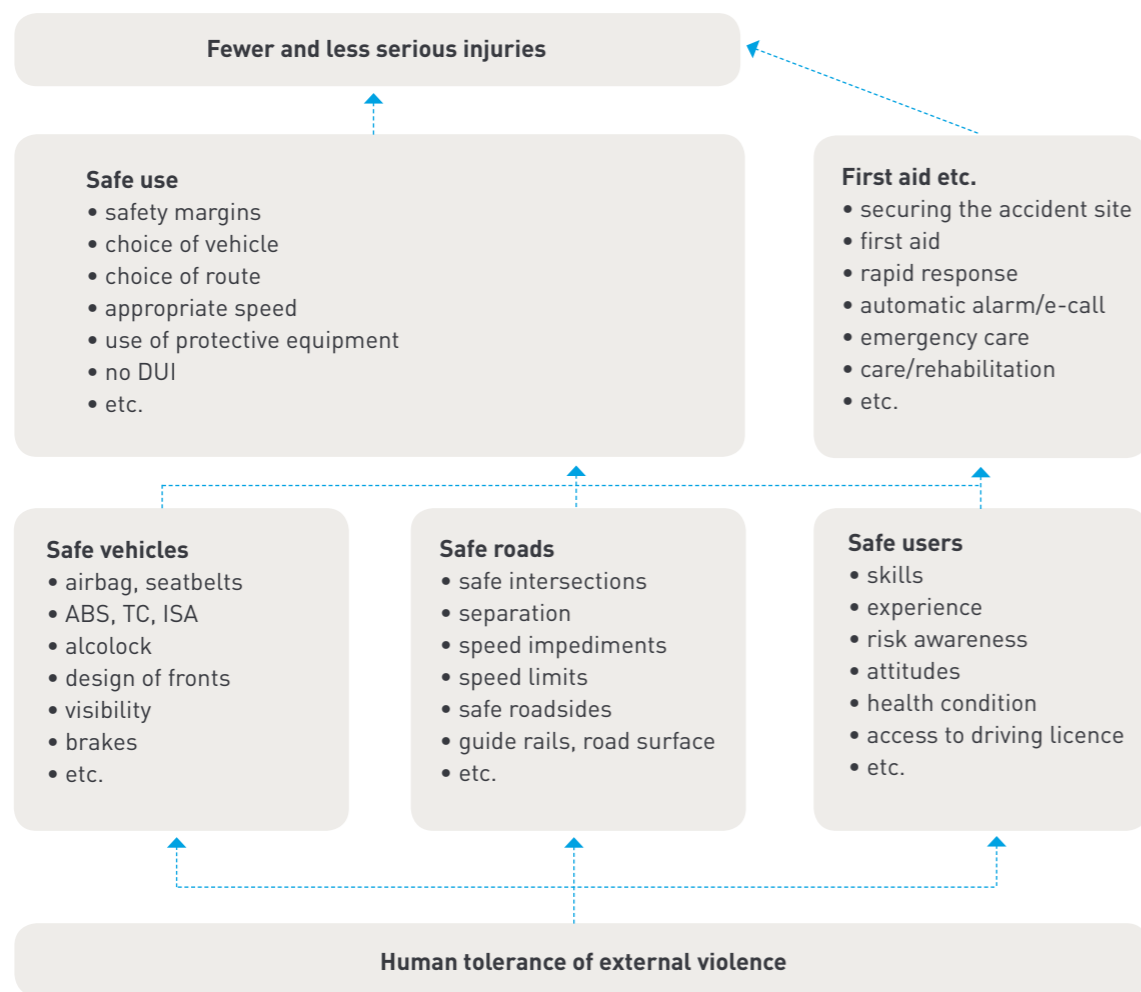 Fewer and less serious injuries
Safe use
• safety margins
• choice of vehicle
• choice of route
• appropriate speed
• use of protective equipment
• no DUI
• etc.
First aid etc.
• securing the accident site
• first aid
• rapid response
• automatic alarm/e-call
• emergency care
• care/rehabilitation
• etc.
Safe vehicles
• airbag, seatbelts
• ABS, TC, ISA
• alcolock
• design of fronts
• visibility
• brakes
• etc.
Safe roads
• safe intersections
• separation
• speed impediments
• speed limits
• safe roadsides
• guide rails, road surface
• etc.
Safe users
• skills
• experience
• risk awareness
• attitudes
• health condition
• access to driving licence
• etc.
Human tolerance of external violence